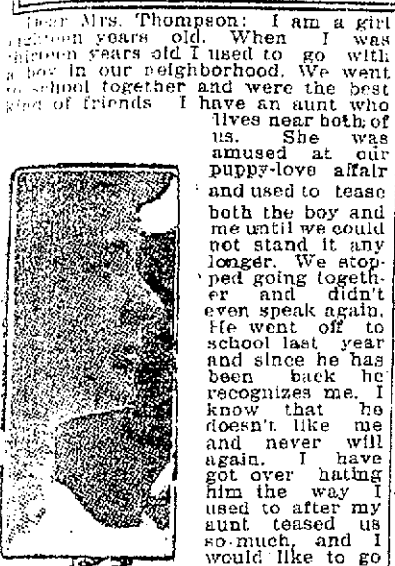 Dear Mrs. Thompson: I am a girl
eighteen years old. When I was
thirteen years old I used to go with
a boy in our neighborhood. We went
to school together and were the best
kind of friends I have an aunt who
lives near both of
us. She was
amused at our
puppy-love affair
and used to tease
both the boy and
me until we could
not stand it any
longer. We stop-
ped going togeth-
er and didn't
even speak again.
He went off to
school last year
and since he has
been back he
recognizes me. I
know that he
doesn't like me
and never will
again. I have
got over hating
him the way I
used to after my
aunt teased us
so much, and I
would like to go